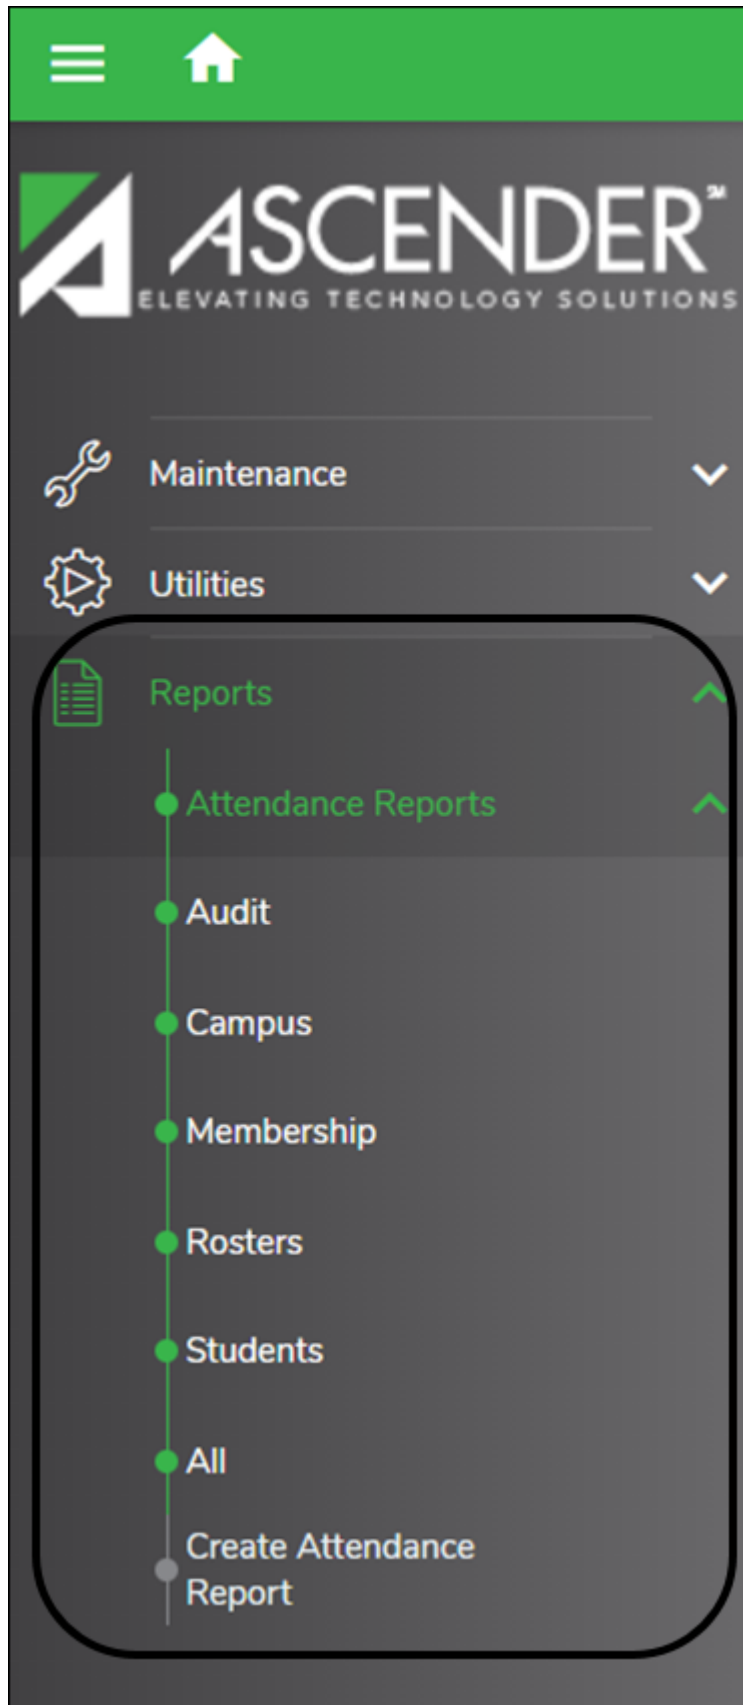 ASCENDER℠
ELEVATING TECHNOLOGY SOLUTIONS
Maintenance
Utilities
Reports
Attendance Reports
Audit
Campus
Membership
Rosters
Students
All
Create Attendance
Report